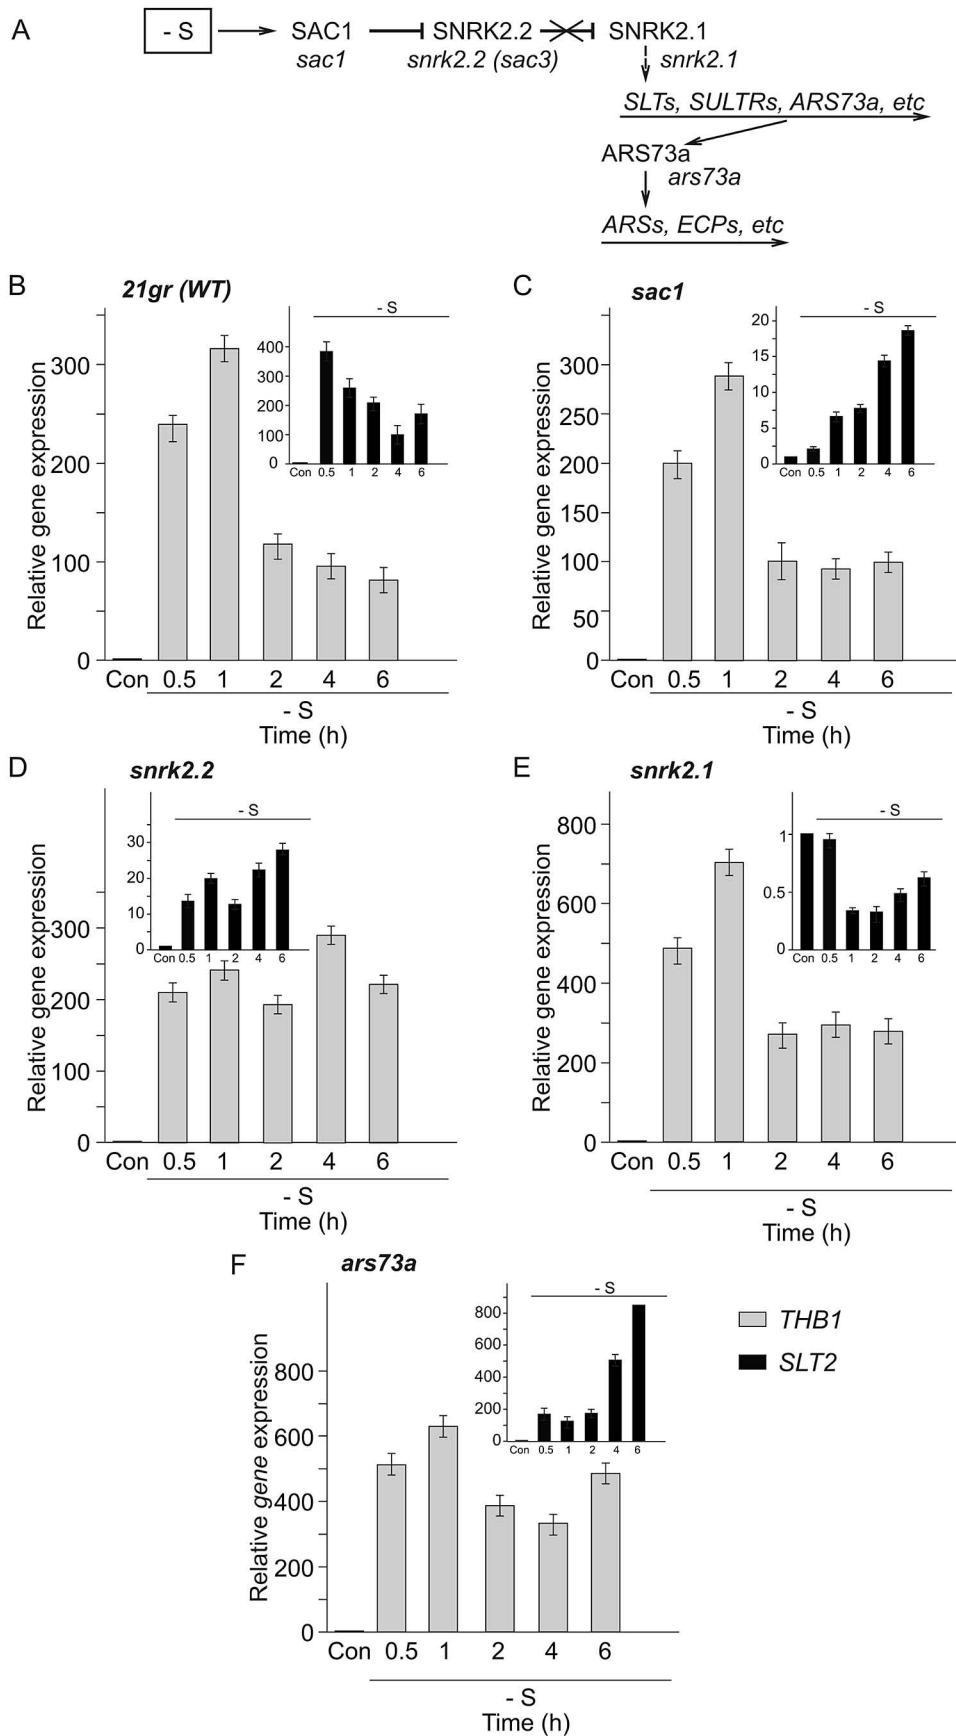 A
- S SAC1 SNRK2.2 SNRK2.1
sac1 snrk2.2 (sac3) snrk2.1
SLTs, SULTRs, ARS73a, etc
ARS73a
ars73a
ARSs, ECPs, etc
B
21gr (WT)
Relative gene expression
300
200
100
0
Con 0.5 1 2 4 6
- S
Time (h)
- S
400
300
200
100
0
Con 0.5 1 2 4 6
C
sac1
Relative gene expression
300
250
200
150
100
50
0
Con 0.5 1 2 4 6
- S
Time (h)
- S
20
15
10
5
0
Con 0.5 1 2 4 6
D
snrk2.2
Relative gene expression
300
200
100
0
Con 0.5 1 2 4 6
- S
Time (h)
- S
30
20
10
0
Con 0.5 1 2 4 6
E
snrk2.1
Relative gene expression
800
600
400
200
0
Con 0.5 1 2 4 6
- S
Time (h)
- S
1
0.5
0
Con 0.5 1 2 4 6
F
ars73a
Relative gene expression
800
600
400
200
0
Con 0.5 1 2 4 6
- S
Time (h)
- S
800
600
400
200
0
Con 0.5 1 2 4 6
THB1
SLT2